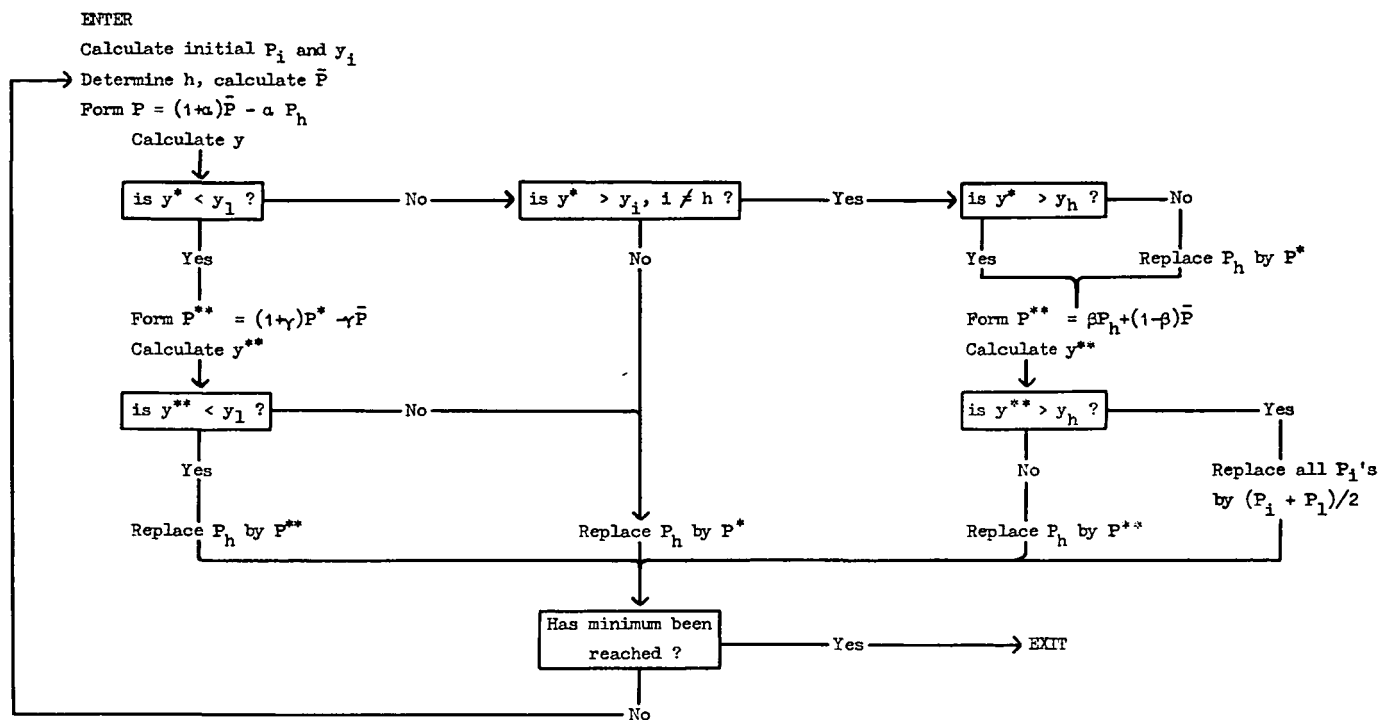 ENTER
Calculate initial P_i and y_i
Determine h, calculate P̄
Form P = (1+α)P̄ - α P_h
Calculate y
is y* < y_l ?
No
is y* > y_i, i ≠ h ?
Yes
is y* > y_h ?
No
Yes
No
Yes
Replace P_h by P*
Form P** = (1+γ)P* -γP̄
Form P** = βP_h+(1-β)P̄
Calculate y**
Calculate y**
is y** < y_l ?
No
is y** > y_h ?
Yes
Yes
No
Replace all P_i's
by (P_i + P_l)/2
Replace P_h by P**
Replace P_h by P*
Replace P_h by P**
Has minimum been
reached ?
Yes
EXIT
No